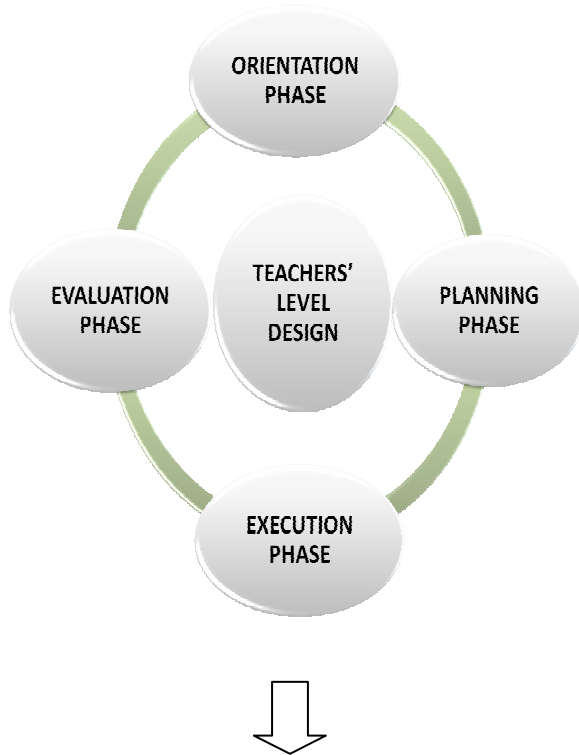 ORIENTATION
PHASE
EVALUATION
PHASE
TEACHERS'
LEVEL
DESIGN
PLANNING
PHASE
EXECUTION
PHASE